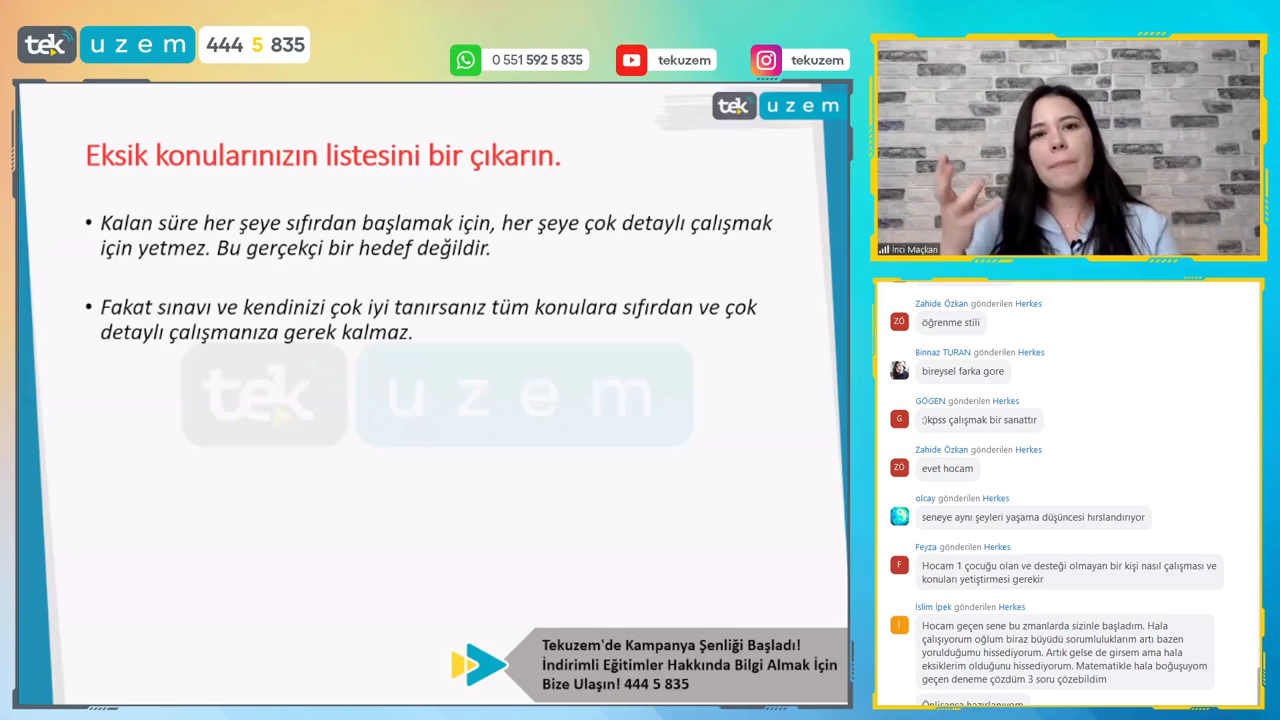 tek uzem 444 5 835
0 551 592 5 835
tekuzem
tekuzem
tek uzem
Eksik konularınızın listesini bir çıkarın.
• Kalan süre her şeye sıfırdan başlamak için, her şeye çok detaylı çalışmak
için yetmez. Bu gerçekçi bir hedef değildir.
• Fakat sınavı ve kendinizi çok iyi tanırsanız tüm konulara sıfırdan ve çok
detaylı çalışmanıza gerek kalmaz.
tek uzem
Tekuzem'de Kampanya Şenliği Başladı!
İndirimli Eğitimler Hakkında Bilgi Almak İçin
Bize Ulaşın! 444 5 835
İnci Maçkan
Zahide Özkan gönderilen Herkes
ZÖ
öğrenme stili
Binnaz TURAN gönderilen Herkes
bireysel farka gore
GÖGEN gönderilen Herkes
G
:)kpss çalışmak bir sanattır
Zahide Özkan gönderilen Herkes
ZÖ
evet hocam
olcay gönderilen Herkes
seneye aynı şeyleri yaşama düşüncesi hırslandırıyor
Feyza gönderilen Herkes
F
Hocam 1 çocuğu olan ve desteği olmayan bir kişi nasıl çalışması ve
konuları yetiştirmesi gerekir
İslim İpek gönderilen Herkes
I
Hocam geçen sene bu zmanlarda sizinle başladım. Hala
çalışıyorum oğlum biraz büyüdü sorumluluklarım artı bazen
yorulduğumu hissediyorum. Artık gelse de girsem ama hala
eksiklerim olduğunu hissediyorum. Matematikle hala boğuşuyom
geçen deneme çözdüm 3 soru çözebildim
Önlisansa hazırlanıyom